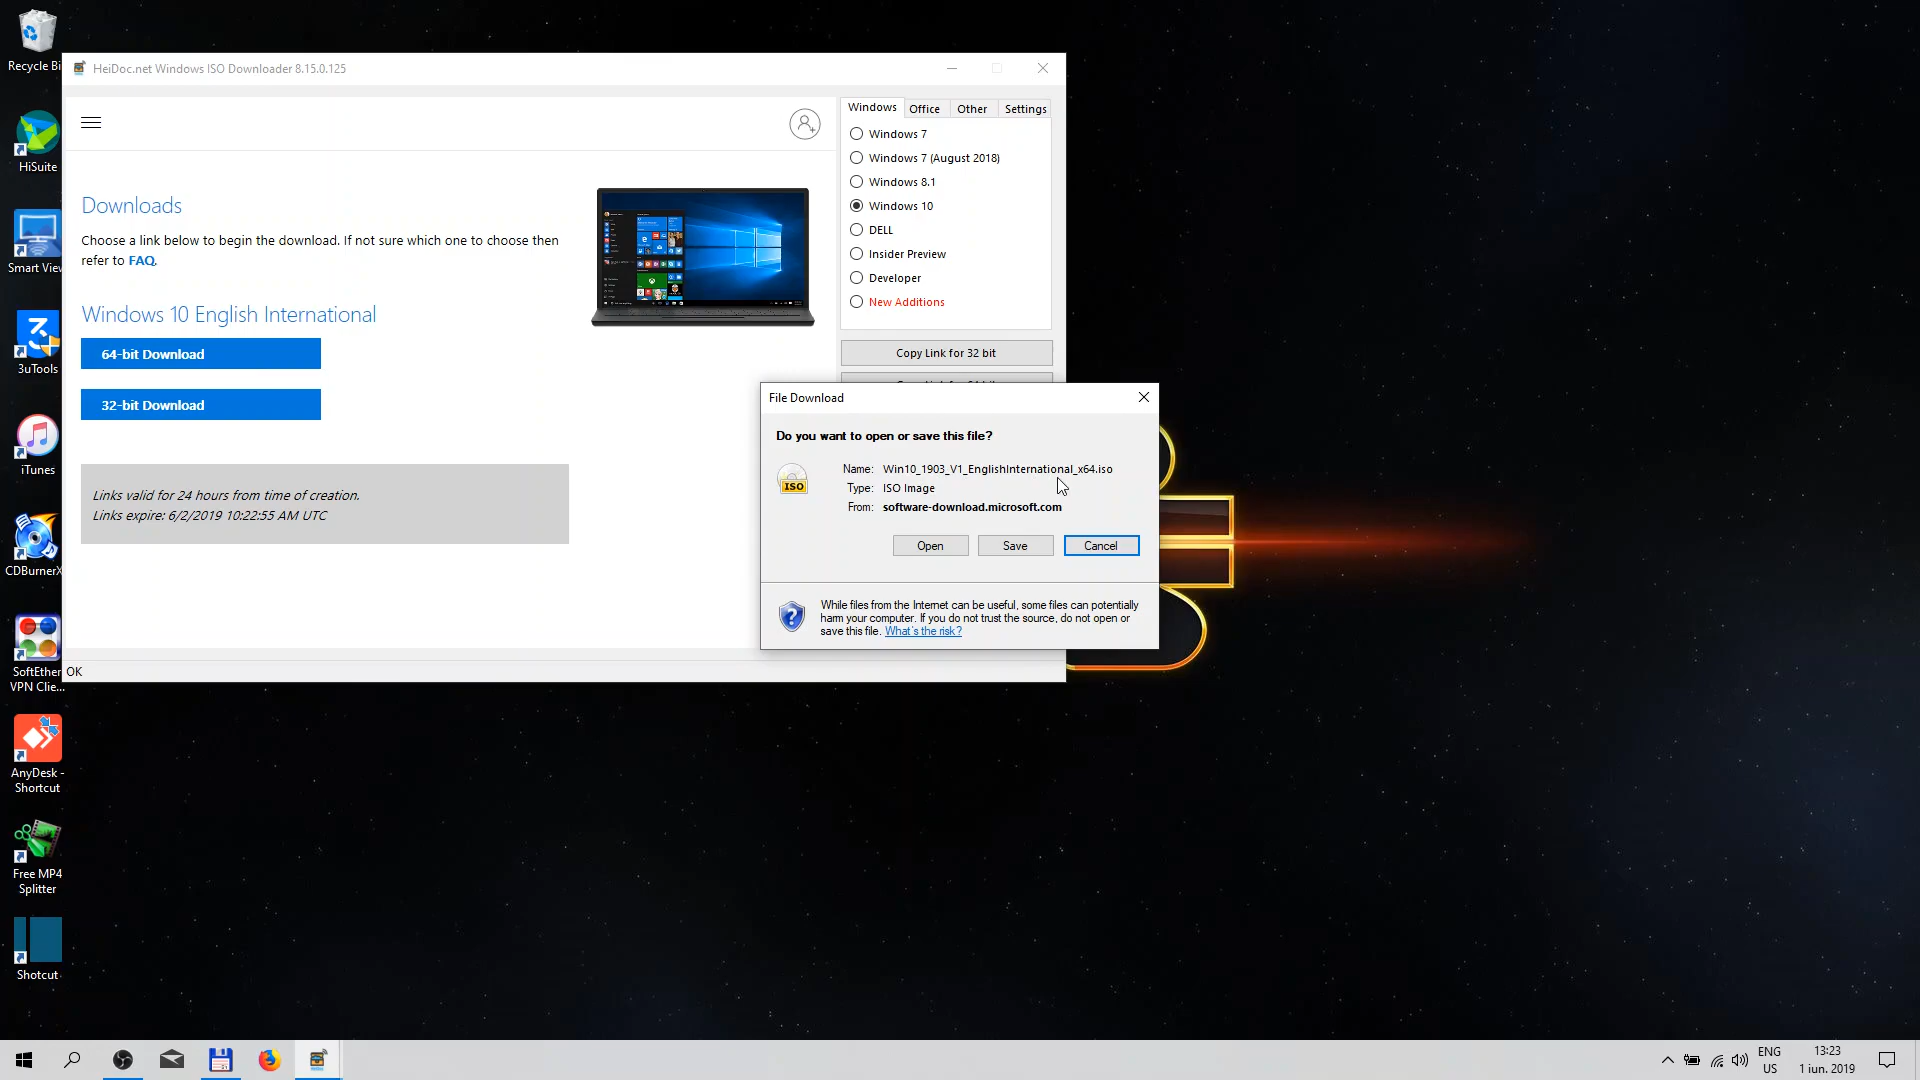 Recycle Bi
HiSuite
Smart View
3uTools
iTunes
CDBurnerX
SoftEther
VPN Clie...
AnyDesk -
Shortcut
Free MP4
Splitter
Shotcut
HeiDoc.net Windows ISO Downloader 8.15.0.125
Downloads
Choose a link below to begin the download. If not sure which one to choose then
refer to FAQ.
Windows 10 English International
64-bit Download
32-bit Download
Links valid for 24 hours from time of creation.
Links expire: 6/2/2019 10:22:55 AM UTC
OK
Windows Office Other Settings
Windows 7
Windows 7 (August 2018)
Windows 8.1
Windows 10
DELL
Insider Preview
Developer
New Additions
Copy Link for 32 bit
File Download
Do you want to open or save this file?
Name: Win10_1903_V1_EnglishInternational_x64.iso
ISO
Type: ISO Image
From: software-download.microsoft.com
Open Save Cancel
While files from the Internet can be useful, some files can potentially
harm your computer. If you do not trust the source, do not open or
save this file. What's the risk?
ENG
US
13:23
1 iun. 2019